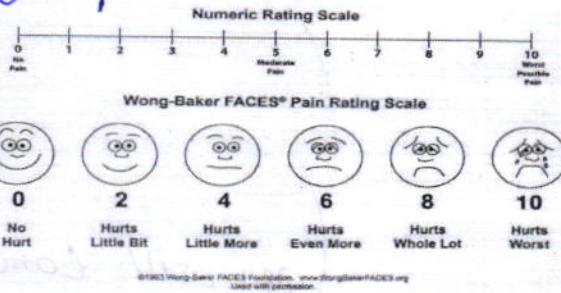 Numeric Rating Scale
0 1 2 3 4 5 6 7 8 9 10
No Pain Moderate Pain Worst Possible Pain
Wong-Baker FACES® Pain Rating Scale
0 2 4 6 8 10
No Hurt Hurts Little Bit Hurts Little More Hurts Even More Hurts Whole Lot Hurts Worst
©1983 Wong-Baker FACES Foundation. www.WongBakerFACES.org
Used with permission.